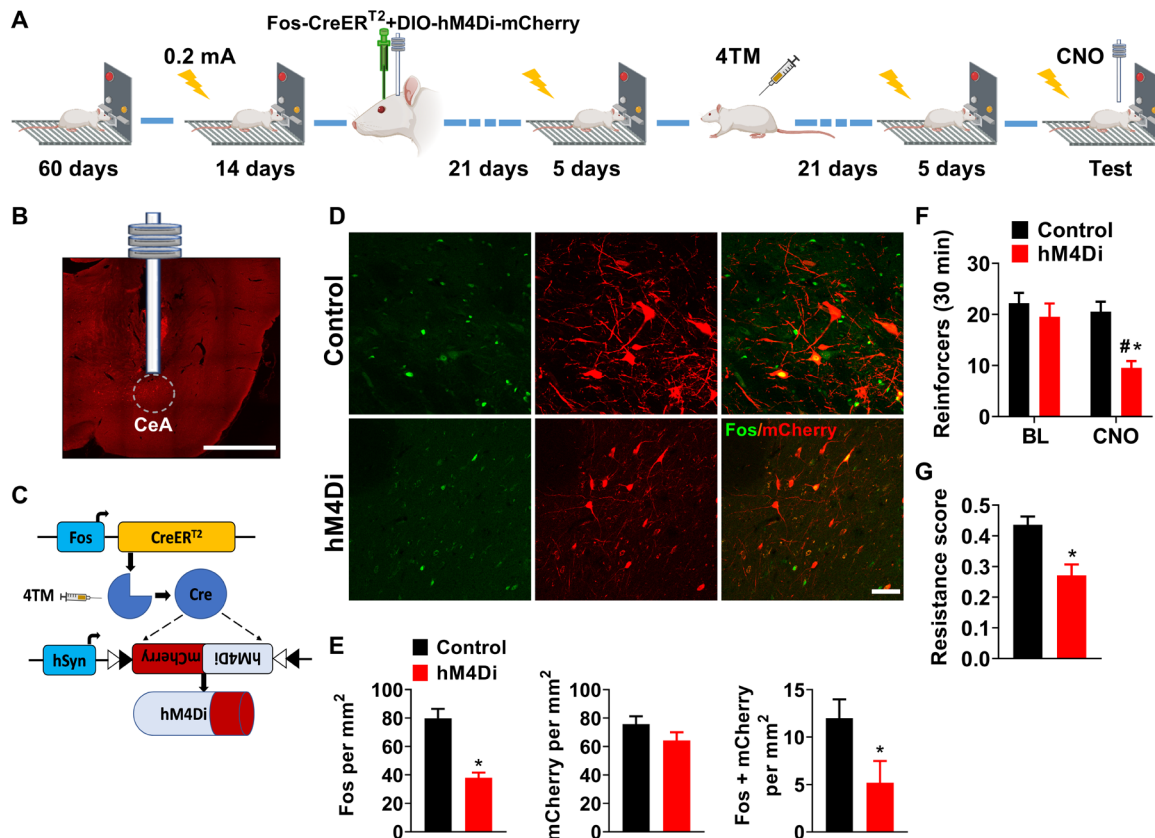 A
Fos-CreER^T2+DIO-hM4Di-mCherry
0.2 mA
4TM
CNO
60 days
14 days
21 days
5 days
21 days
5 days
Test
B
CeA
C
Fos
CreER^T2
4TM
Cre
hSyn
mCherry
hM4Di
hM4Di
D
Control
hM4Di
Fos/mCherry
E
Control
hM4Di
Fos per mm²
100
80
60
40
20
0
*
mCherry per mm²
100
80
60
40
20
0
Fos + mCherry
per mm²
15
10
5
0
*
F
Control
hM4Di
Reinforcers (30 min)
30
20
10
0
#*
BL
CNO
G
Resistance score
0.5
0.4
0.3
0.2
0.1
0.0
*